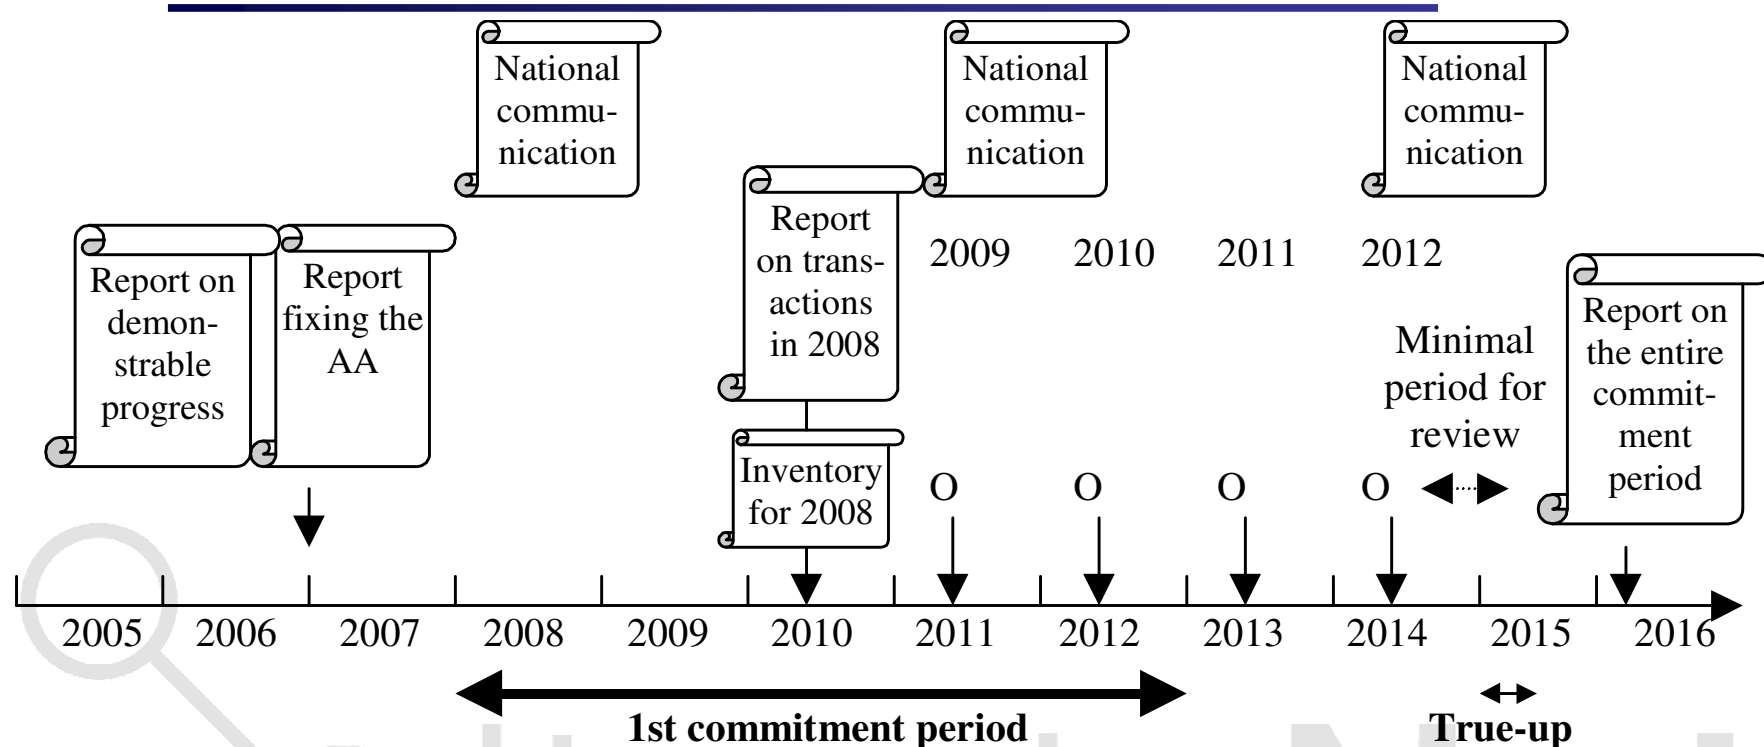 National
commu-
nication
National
commu-
nication
National
commu-
nication
Report on
demon-
strable
progress
Report
fixing the
AA
Report
on trans-
actions
in 2008
2009 2010 2011 2012
Minimal
period for
review
Report on
the entire
commit-
ment
period
Inventory
for 2008
O O O O
2005 2006 2007 2008 2009 2010 2011 2012 2013 2014 2015 2016
1st commitment period
True-up